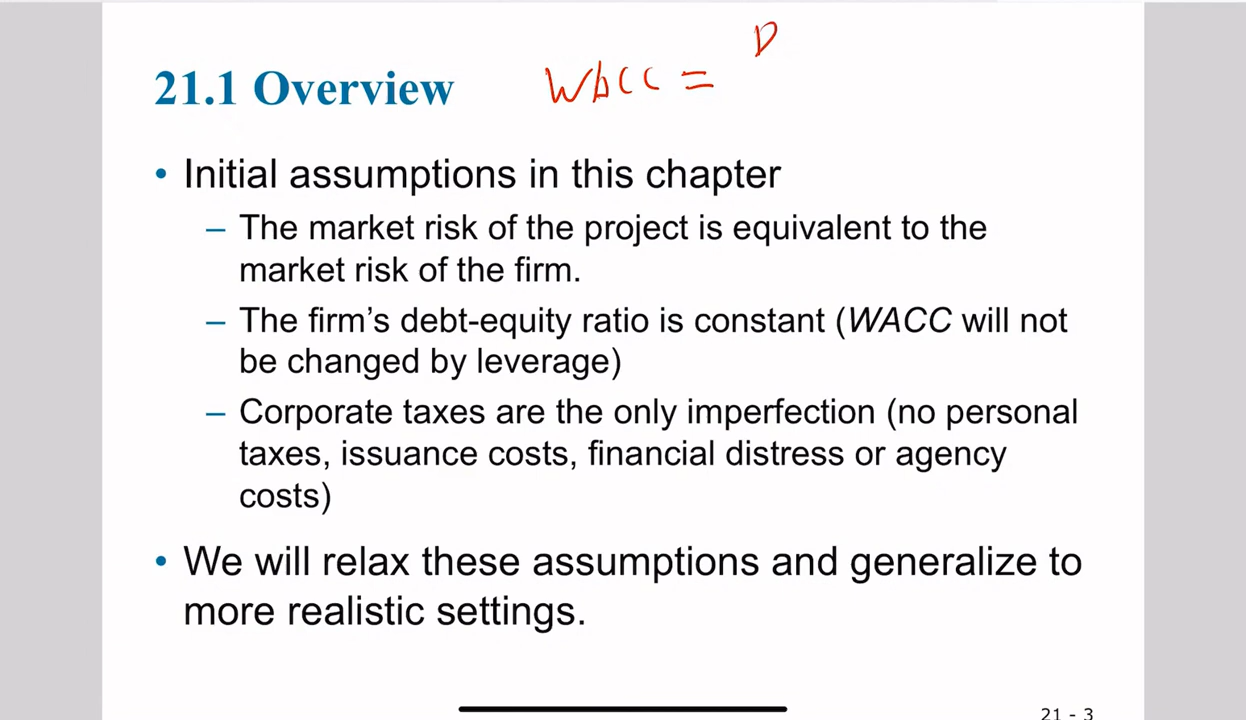 21.1 Overview WACC = D
• Initial assumptions in this chapter
– The market risk of the project is equivalent to the
market risk of the firm.
– The firm’s debt-equity ratio is constant (WACC will not
be changed by leverage)
– Corporate taxes are the only imperfection (no personal
taxes, issuance costs, financial distress or agency
costs)
• We will relax these assumptions and generalize to
more realistic settings.
21 - 3